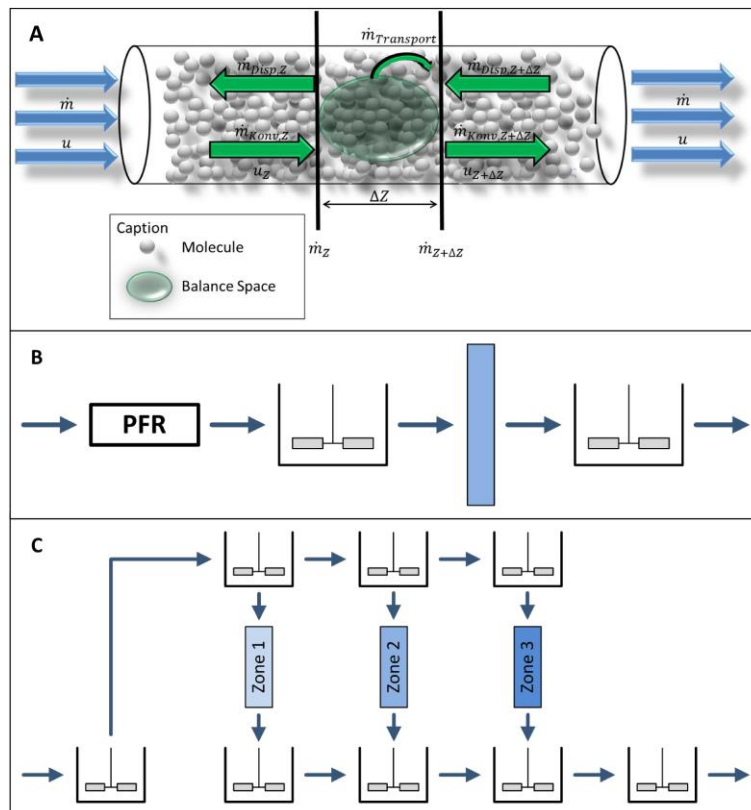 A
ṁ_Transport
ṁ_Disp,Z
ṁ_Disp,Z+ΔZ
ṁ
ṁ
ṁ_Konv,Z
ṁ_Konv,Z+ΔZ
u
u
u_Z
u_Z+ΔZ
ΔZ
Caption
Molecule
Balance Space
ṁ_Z
ṁ_Z+ΔZ
B
PFR
C
Zone 1
Zone 2
Zone 3